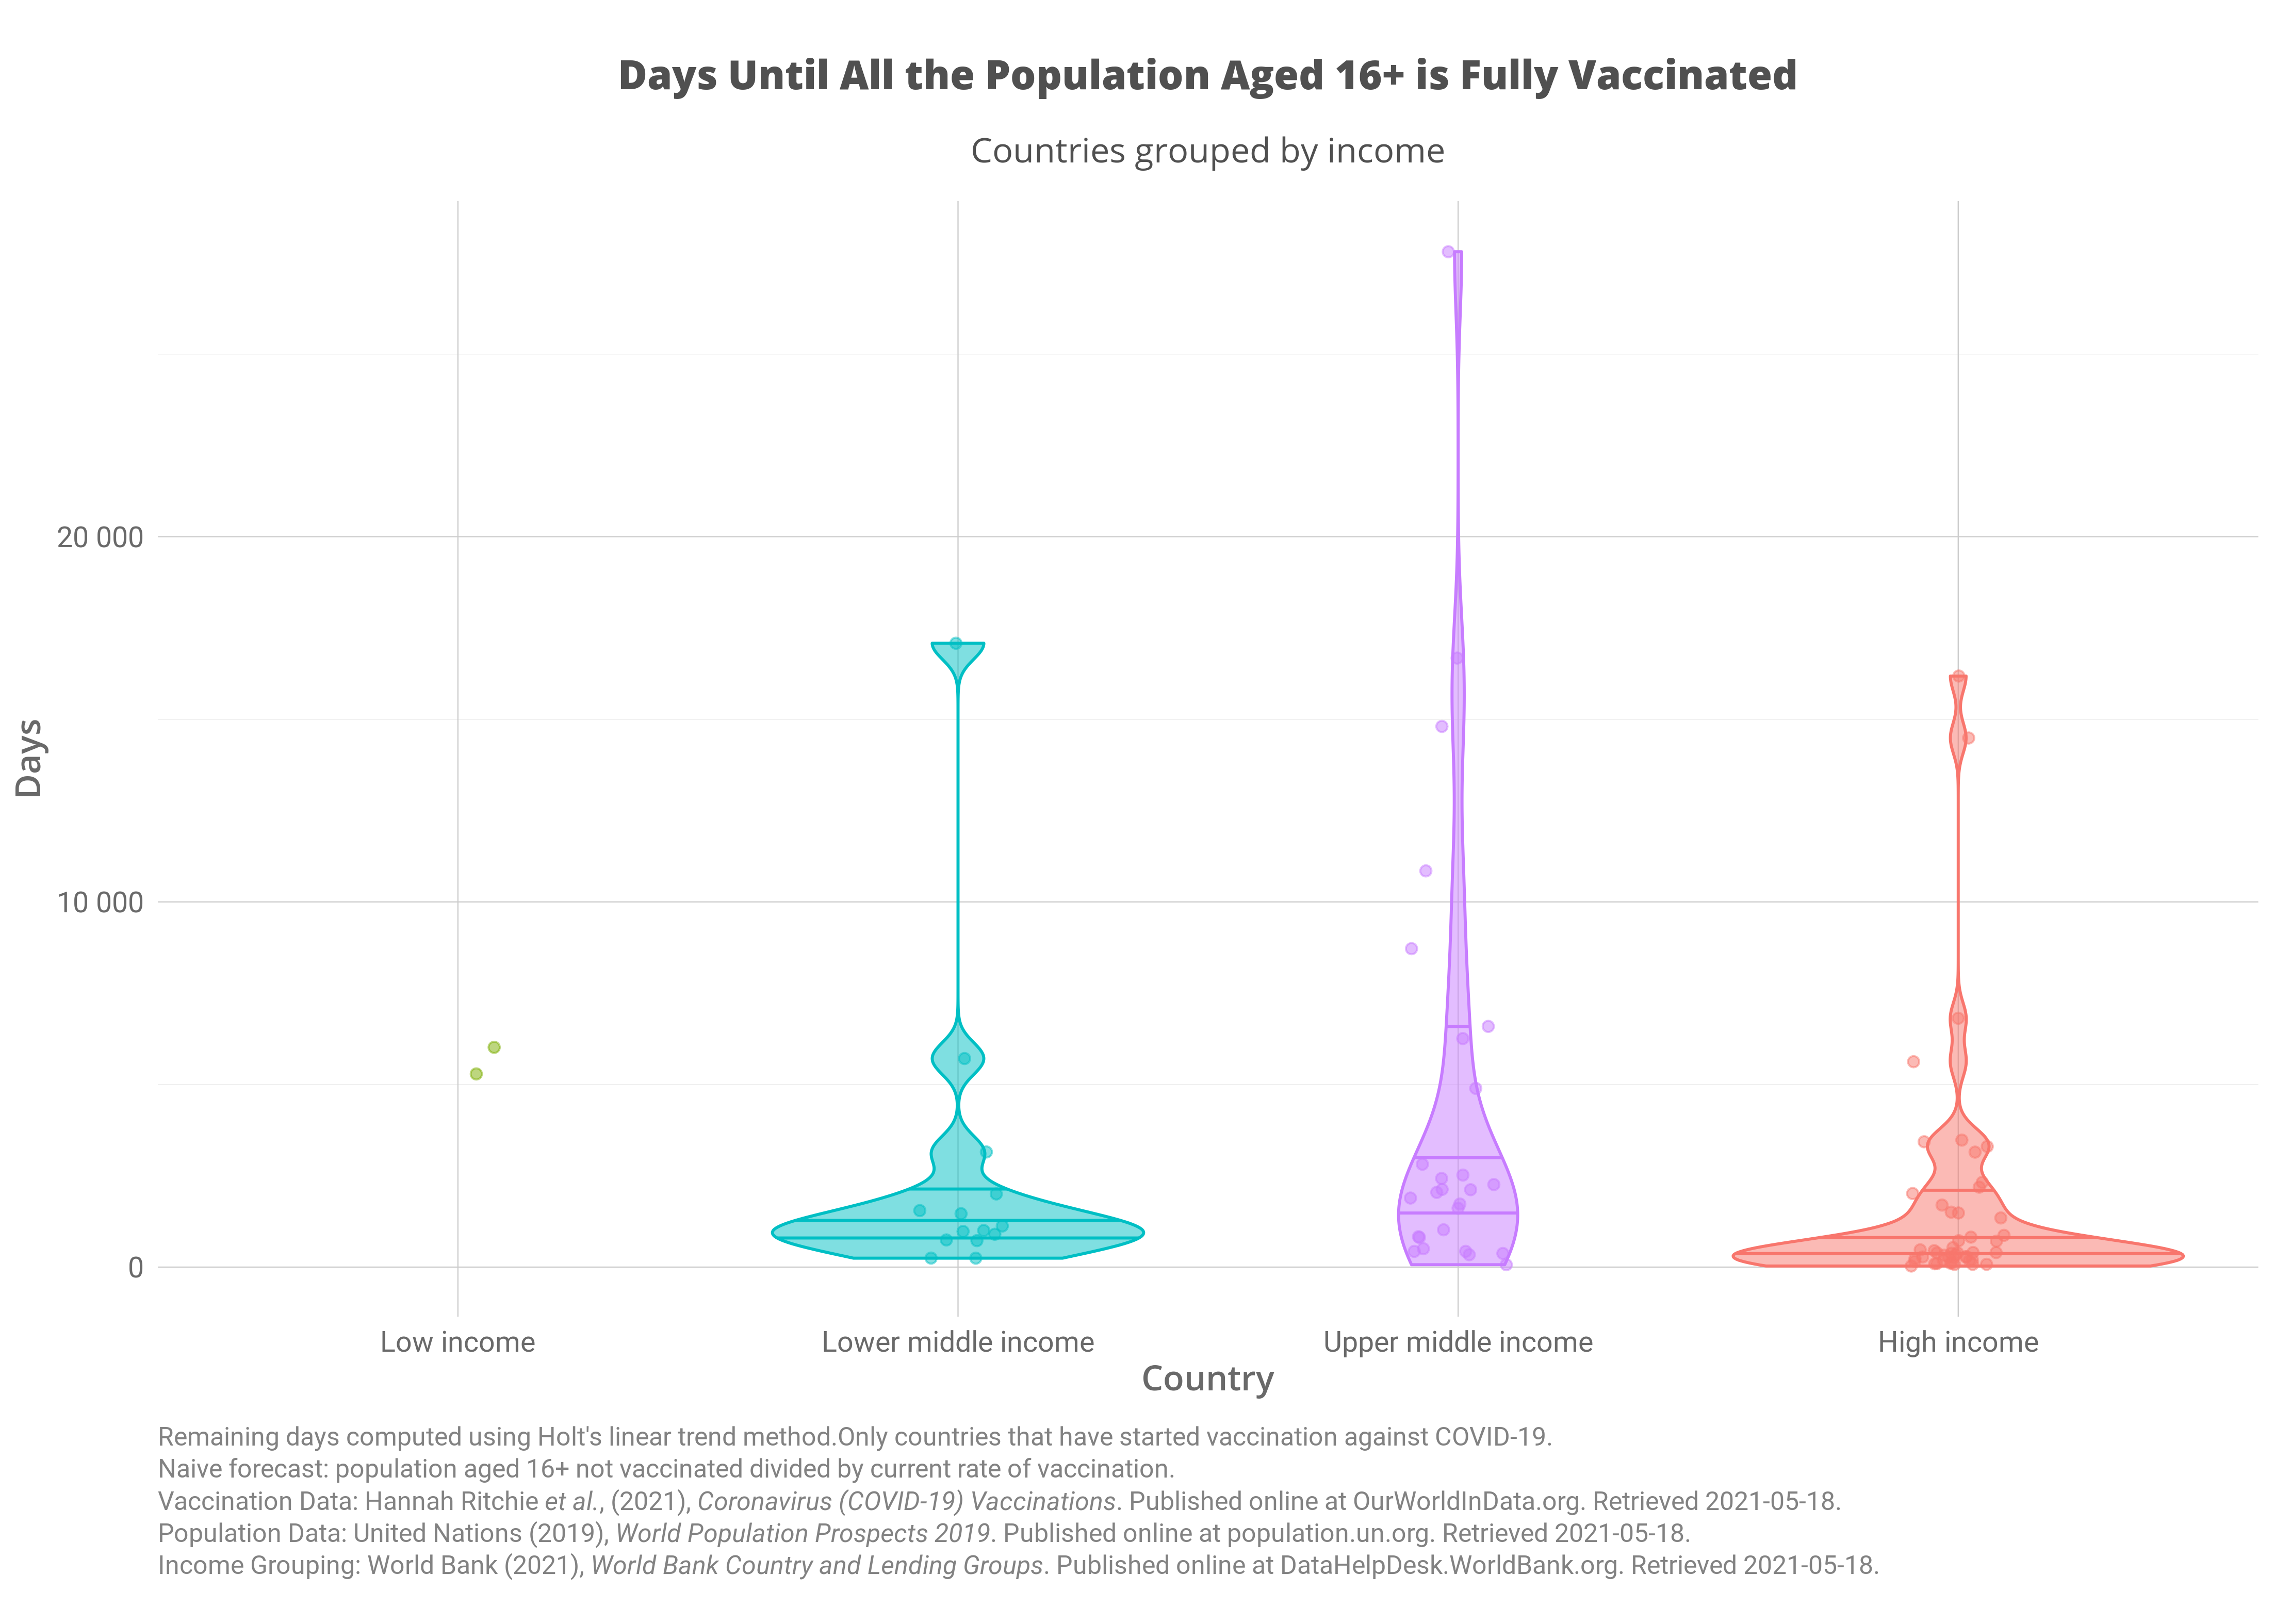 Days Until All the Population Aged 16+ is Fully Vaccinated
Countries grouped by income
Days
20 000
10 000
0
Low income
Lower middle income
Upper middle income
High income
Country
Remaining days computed using Holt's linear trend method.Only countries that have started vaccination against COVID-19.
Naive forecast: population aged 16+ not vaccinated divided by current rate of vaccination.
Vaccination Data: Hannah Ritchie et al., (2021), Coronavirus (COVID-19) Vaccinations. Published online at OurWorldInData.org. Retrieved 2021-05-18.
Population Data: United Nations (2019), World Population Prospects 2019. Published online at population.un.org. Retrieved 2021-05-18.
Income Grouping: World Bank (2021), World Bank Country and Lending Groups. Published online at DataHelpDesk.WorldBank.org. Retrieved 2021-05-18.